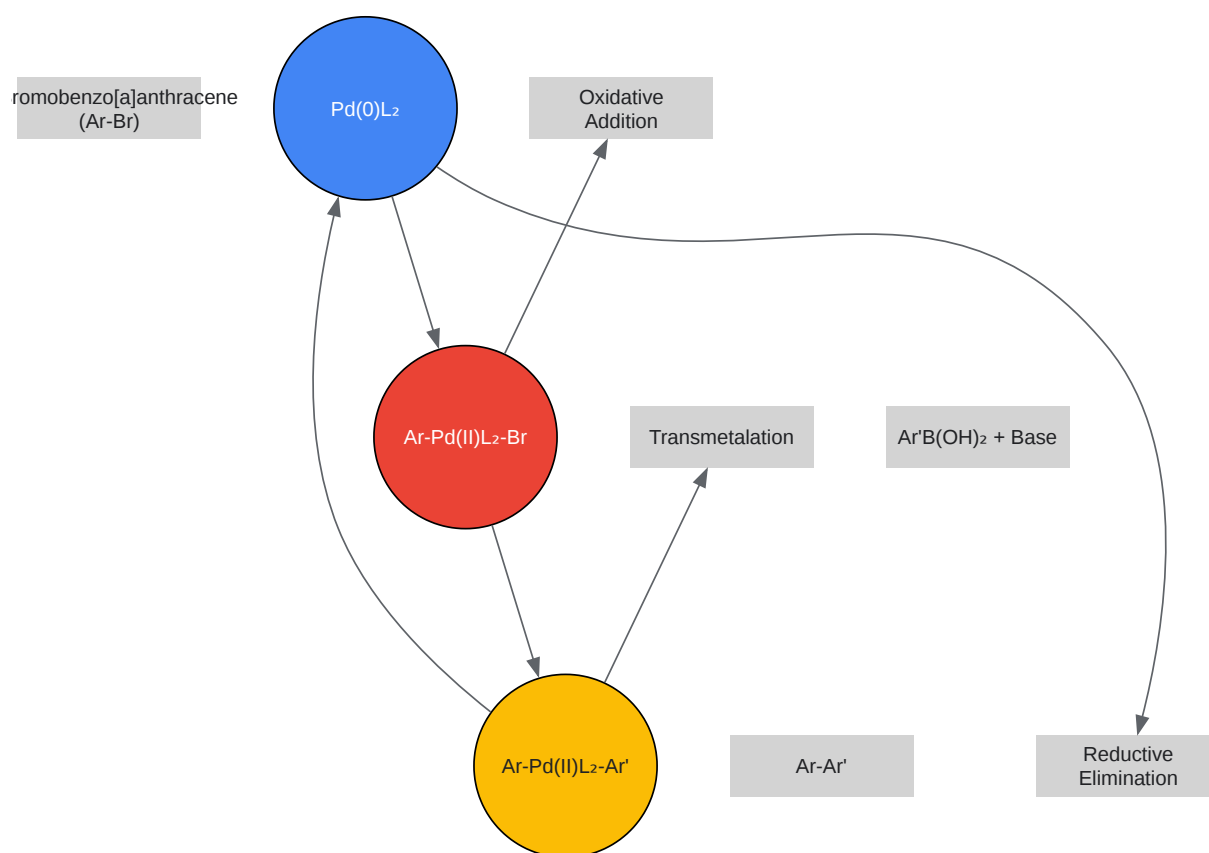 romobenzo[a]anthracene
(Ar-Br)
Pd(0)L₂
Oxidative
Addition
Ar-Pd(II)L₂-Br
Transmetalation
Ar'B(OH)₂ + Base
Ar-Pd(II)L₂-Ar'
Ar-Ar'
Reductive
Elimination